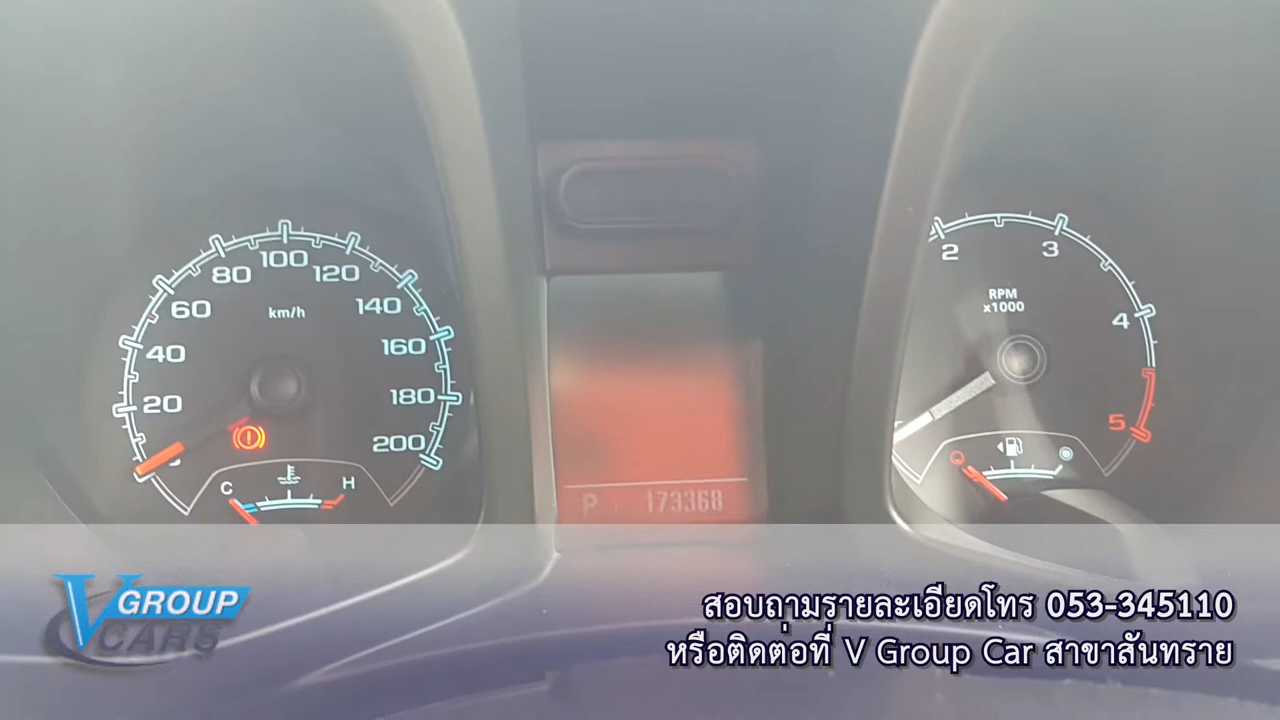 20
40
60
80
100
120
140
160
180
200
km/h
C
H
P 173368
2
3
4
5
RPM
x1000
V GROUP
CARS
สอบถามรายละเอียดโทร 053-345110
หรือติดต่อที่ V Group Car สาขาสันทราย